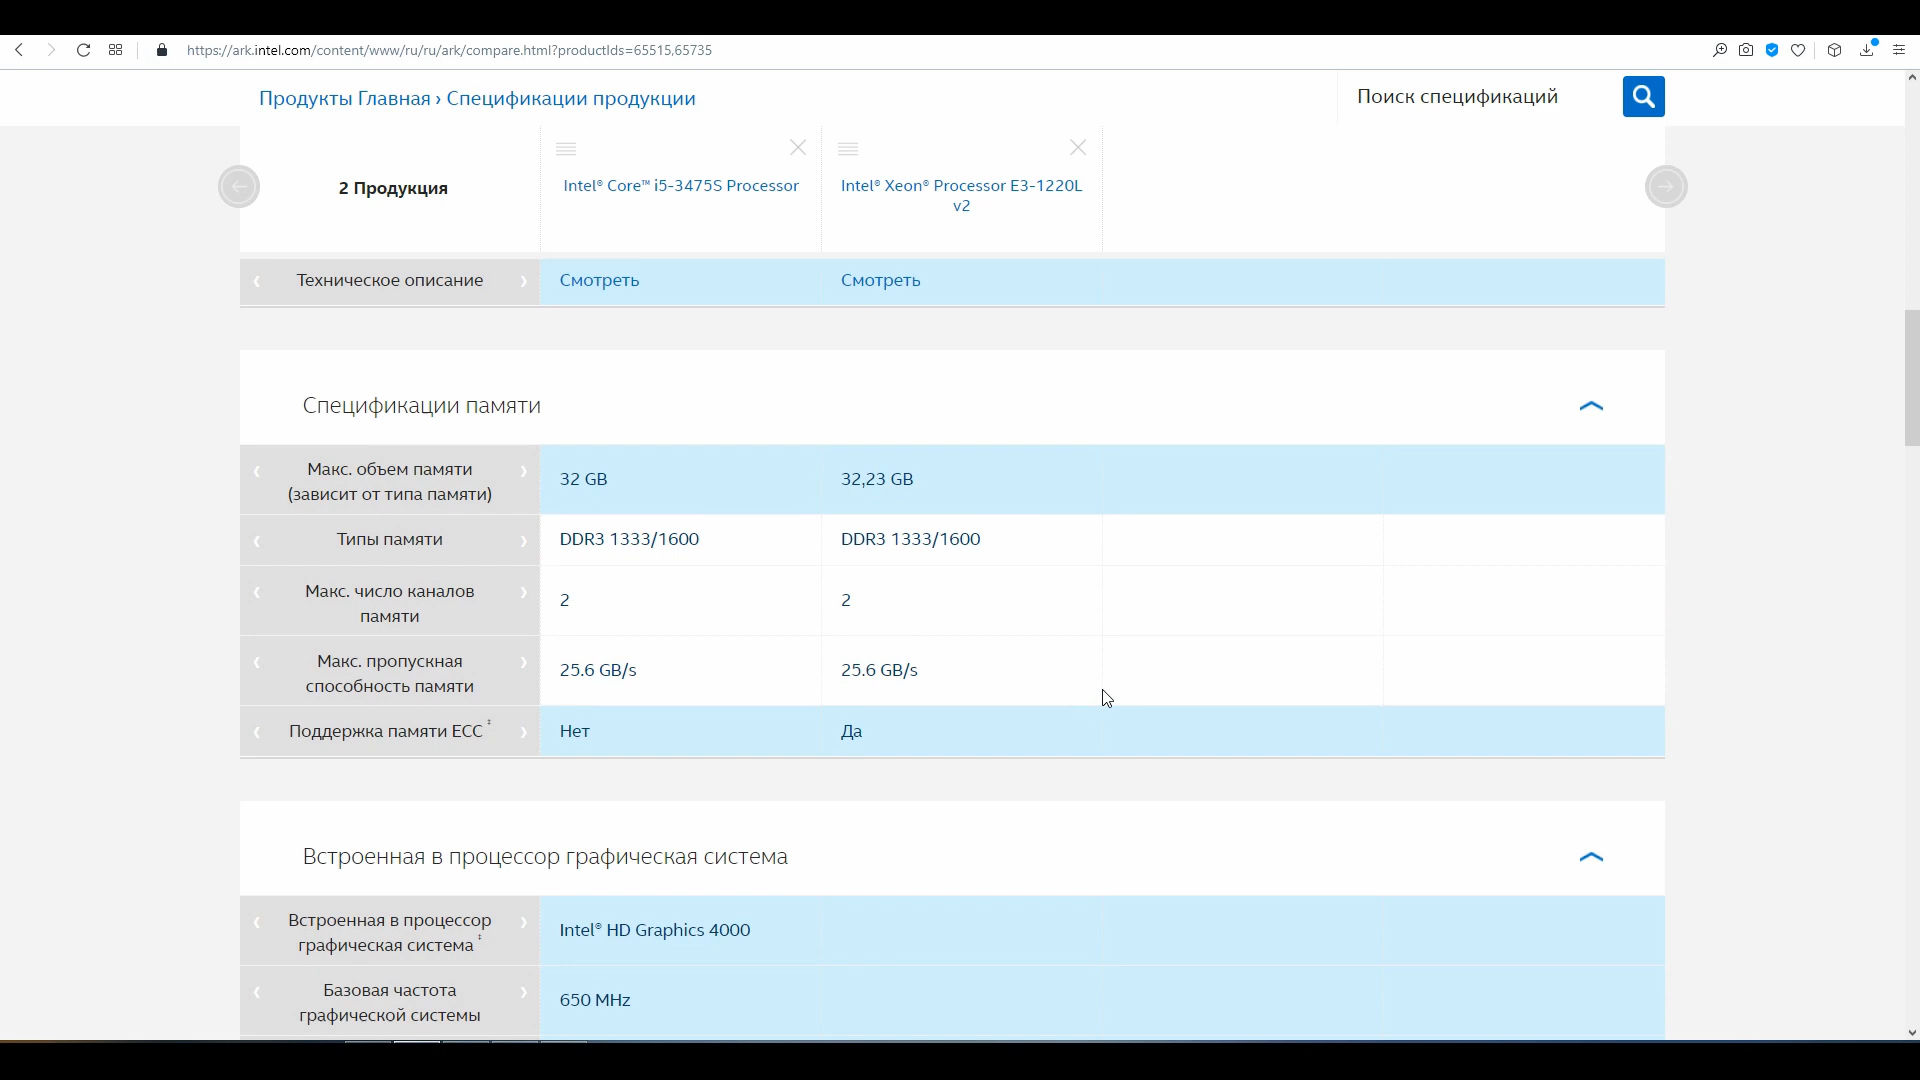 https://ark.intel.com/content/www/ru/ru/ark/compare.html?productIds=65515,65735
Продукты Главная › Спецификации продукции
Поиск спецификаций
2 Продукция
Intel® Core™ i5-3475S Processor
Intel® Xeon® Processor E3-1220L
v2
Техническое описание
Смотреть
Смотреть
Спецификации памяти
Макс. объем памяти
(зависит от типа памяти)
32 GB
32,23 GB
Типы памяти
DDR3 1333/1600
DDR3 1333/1600
Макс. число каналов
памяти
2
2
Макс. пропускная
способность памяти
25.6 GB/s
25.6 GB/s
Поддержка памяти ECC ‡
Нет
Да
Встроенная в процессор графическая система
Встроенная в процессор
графическая система ‡
Intel® HD Graphics 4000
Базовая частота
графической системы
650 MHz